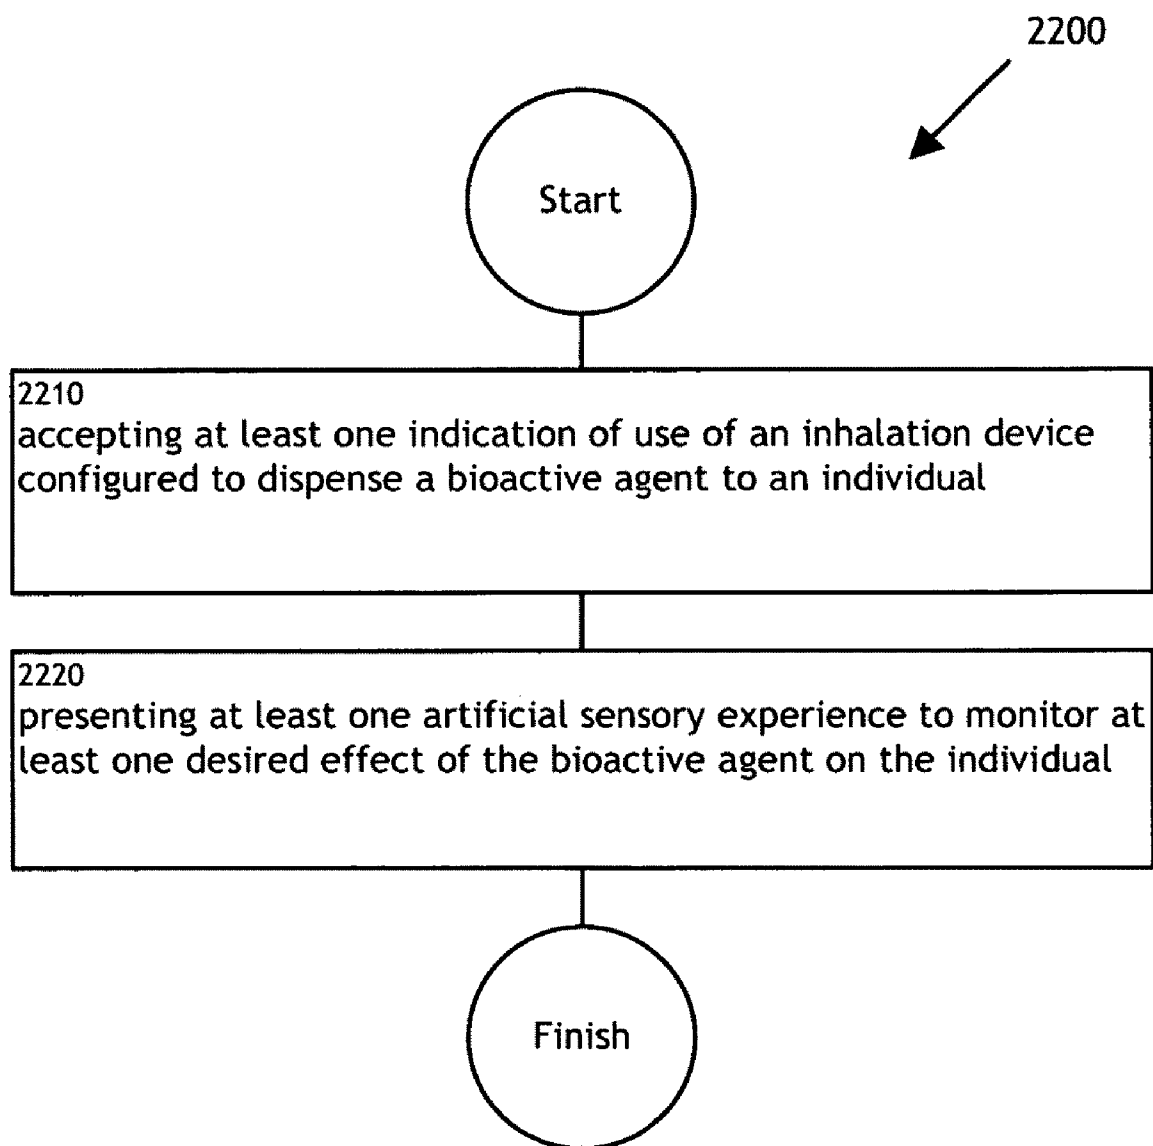 2200
Start
2210
accepting at least one indication of use of an inhalation device
configured to dispense a bioactive agent to an individual
2220
presenting at least one artificial sensory experience to monitor at
least one desired effect of the bioactive agent on the individual
Finish